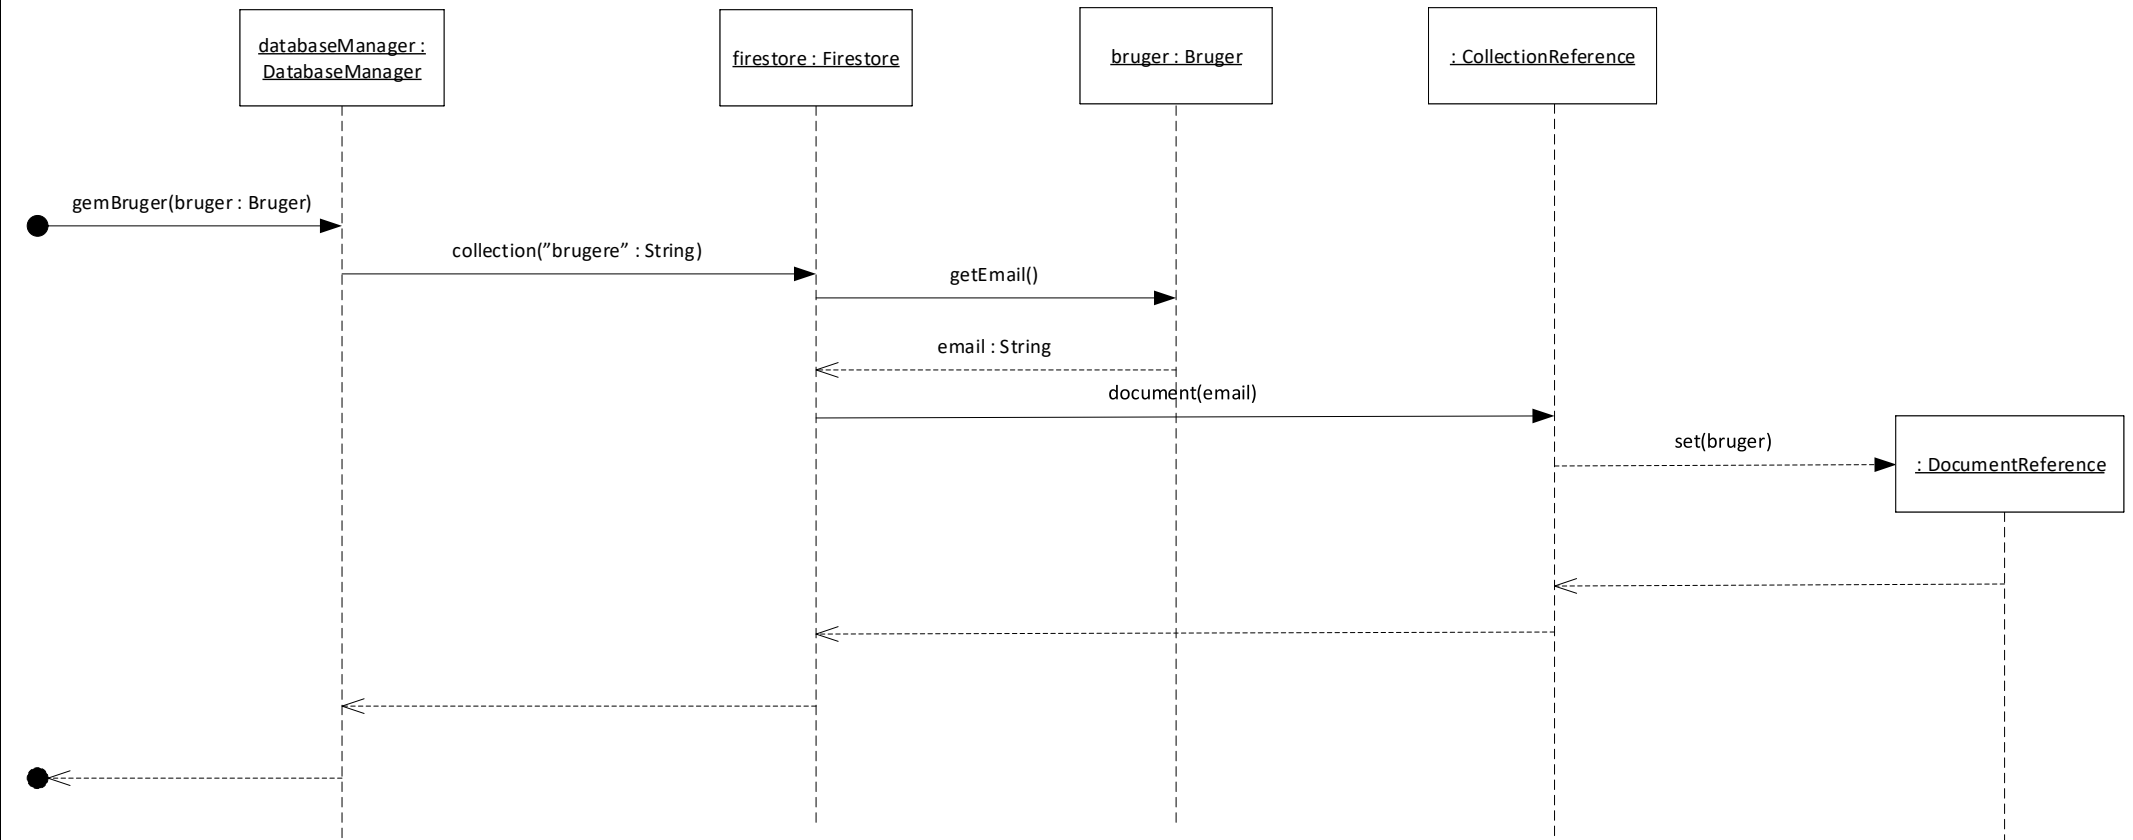 databaseManager :
DatabaseManager
firestore : Firestore
bruger : Bruger
: CollectionReference
gemBruger(bruger : Bruger)
collection(”brugere” : String)
getEmail()
email : String
document(email)
set(bruger)
: DocumentReference